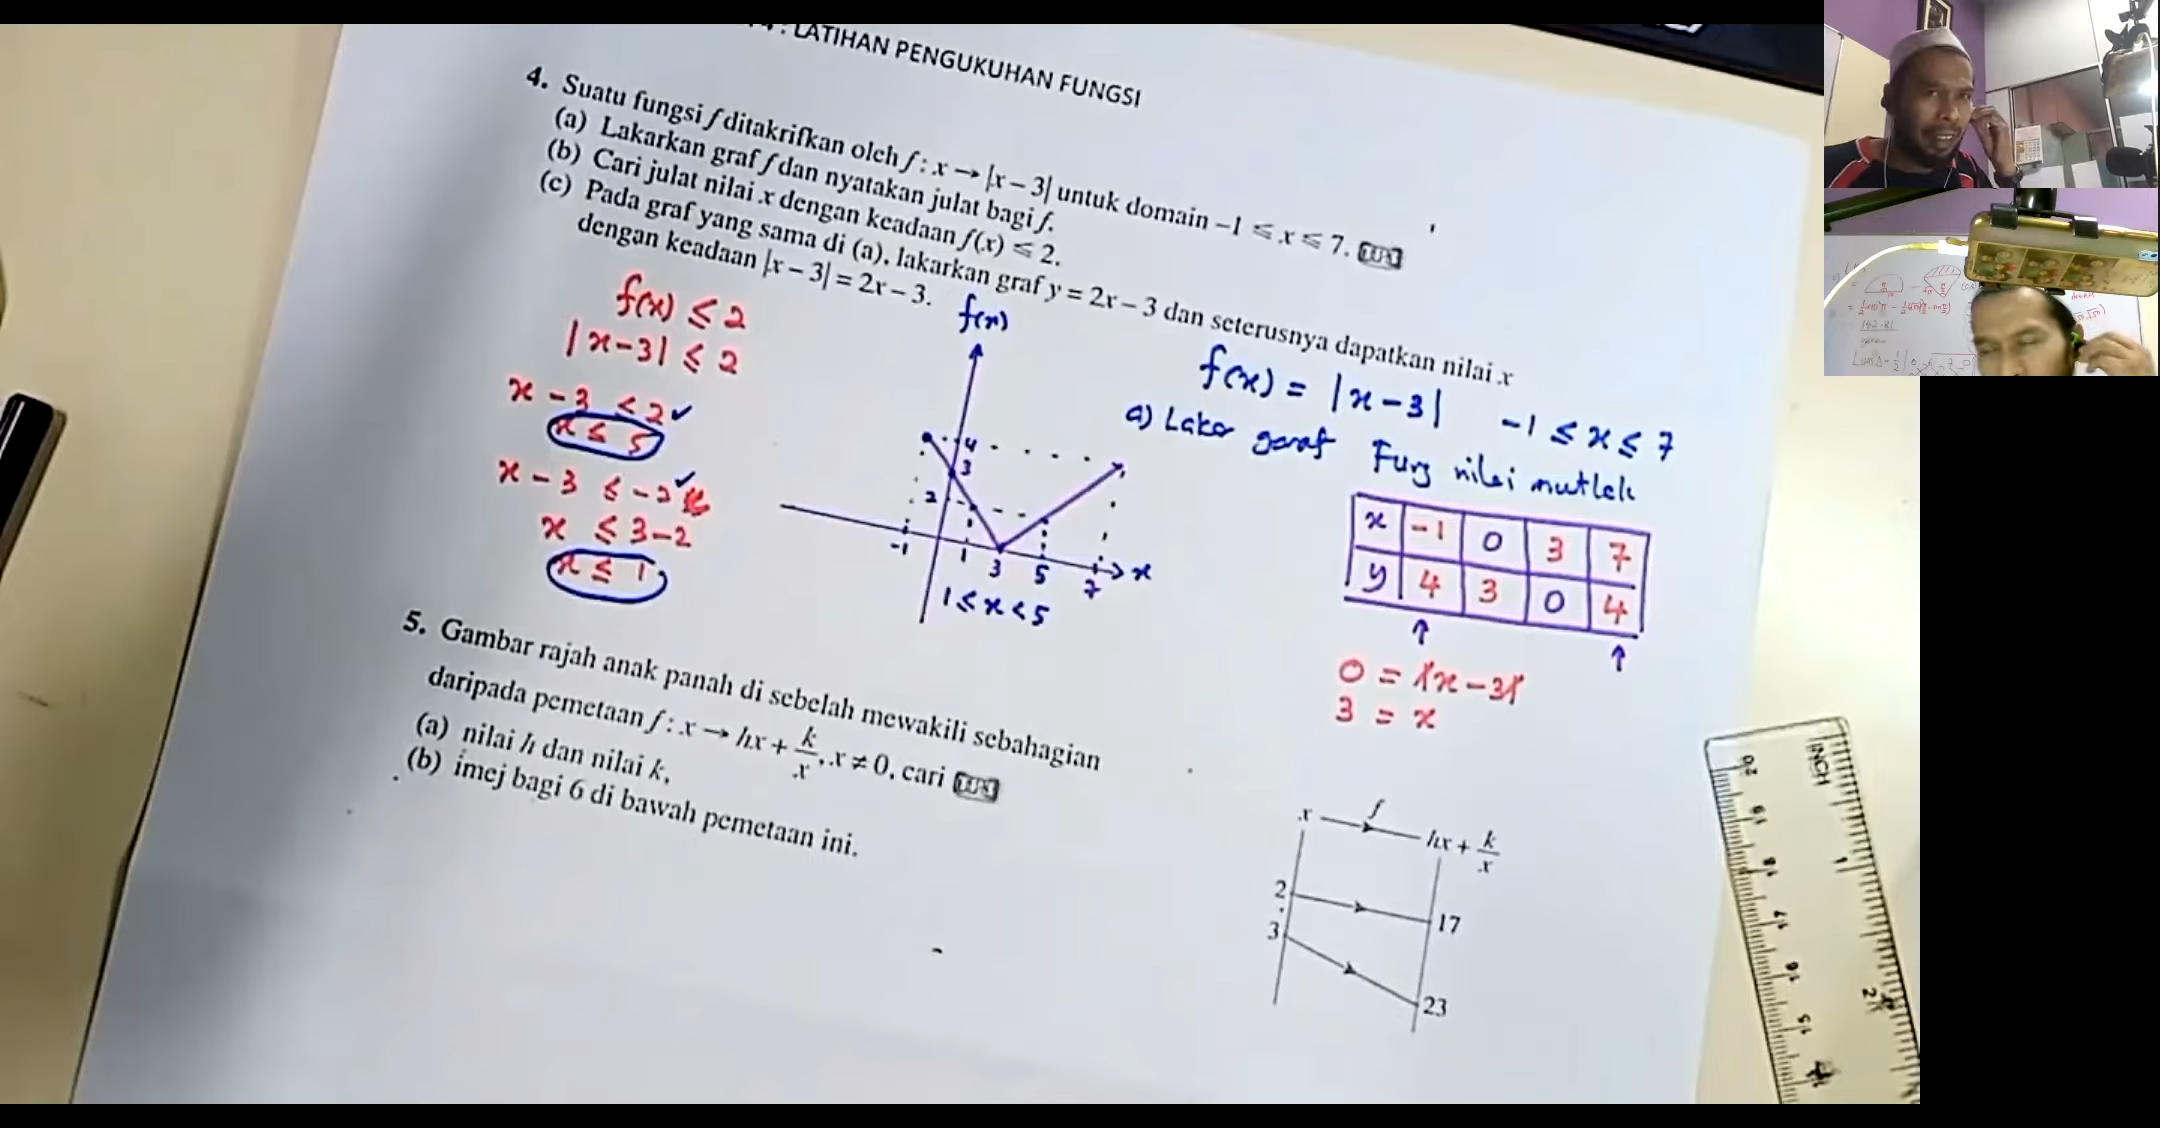 : LATIHAN PENGUKUHAN FUNGSI
4. Suatu fungsi f ditakrifkan oleh f : x → |x – 3| untuk domain –1 ⩽ x ⩽ 7.
(a) Lakarkan graf f dan nyatakan julat bagi f.
(b) Cari julat nilai x dengan keadaan f(x) ⩽ 2.
(c) Pada graf yang sama di (a), lakarkan graf y = 2x – 3 dan seterusnya dapatkan nilai x
dengan keadaan |x – 3| = 2x – 3.
f(x) ≤ 2
|x-3| ≤ 2
x - 3 ≤ 2 ✓
x ≤ 5
x - 3 ≤ -2 ✓
x ≤ 3-2
x ≤ 1
f(x)
4
3
2
-1 1 3 5 7 x
1 ≤ x < 5
f(x) = |x-3| -1 ≤ x ≤ 7
a) Lakar graf Fung nilai mutlak
x -1 0 3 7
y 4 3 0 4
↑ ↑
0 = |x-3|
3 = x
5. Gambar rajah anak panah di sebelah mewakili sebahagian
daripada pemetaan f : x → hx + k/x, x ≠ 0, cari
(a) nilai h dan nilai k,
(b) imej bagi 6 di bawah pemetaan ini.
f
x hx + k/x
2 17
3 23
INCH
1
2